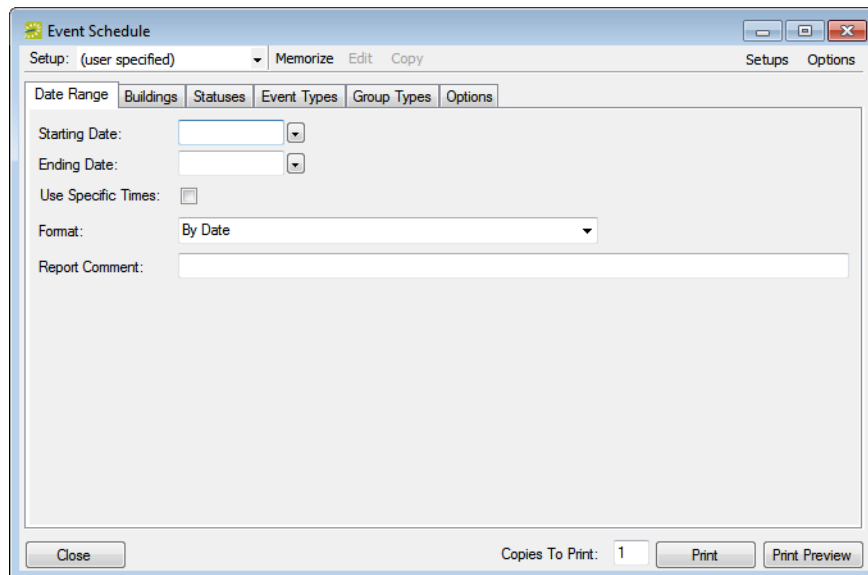 Event Schedule
Setup: (user specified) Memorize Edit Copy Setups Options
Date Range Buildings Statuses Event Types Group Types Options
Starting Date:
Ending Date:
Use Specific Times:
Format: By Date
Report Comment:
Close Copies To Print: 1 Print Print Preview